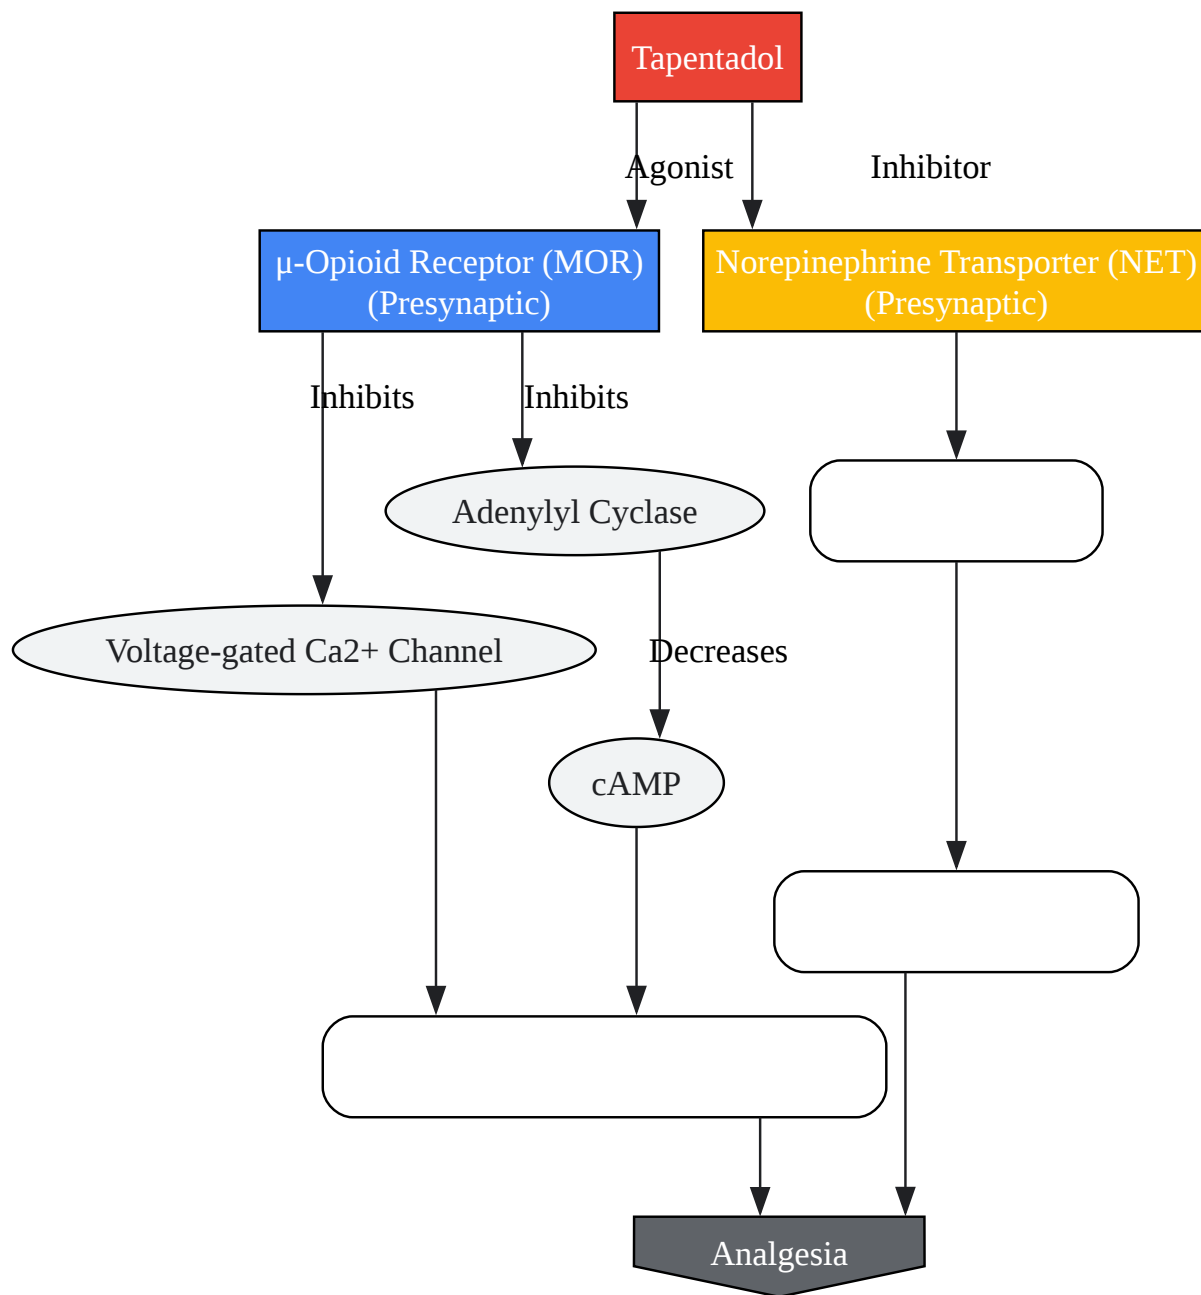 Tapentadol
Agonist
Inhibitor
μ-Opioid Receptor (MOR)
(Presynaptic)
Norepinephrine Transporter (NET)
(Presynaptic)
Inhibits
Inhibits
Adenylyl Cyclase
Voltage-gated Ca2+ Channel
Decreases
cAMP
Analgesia